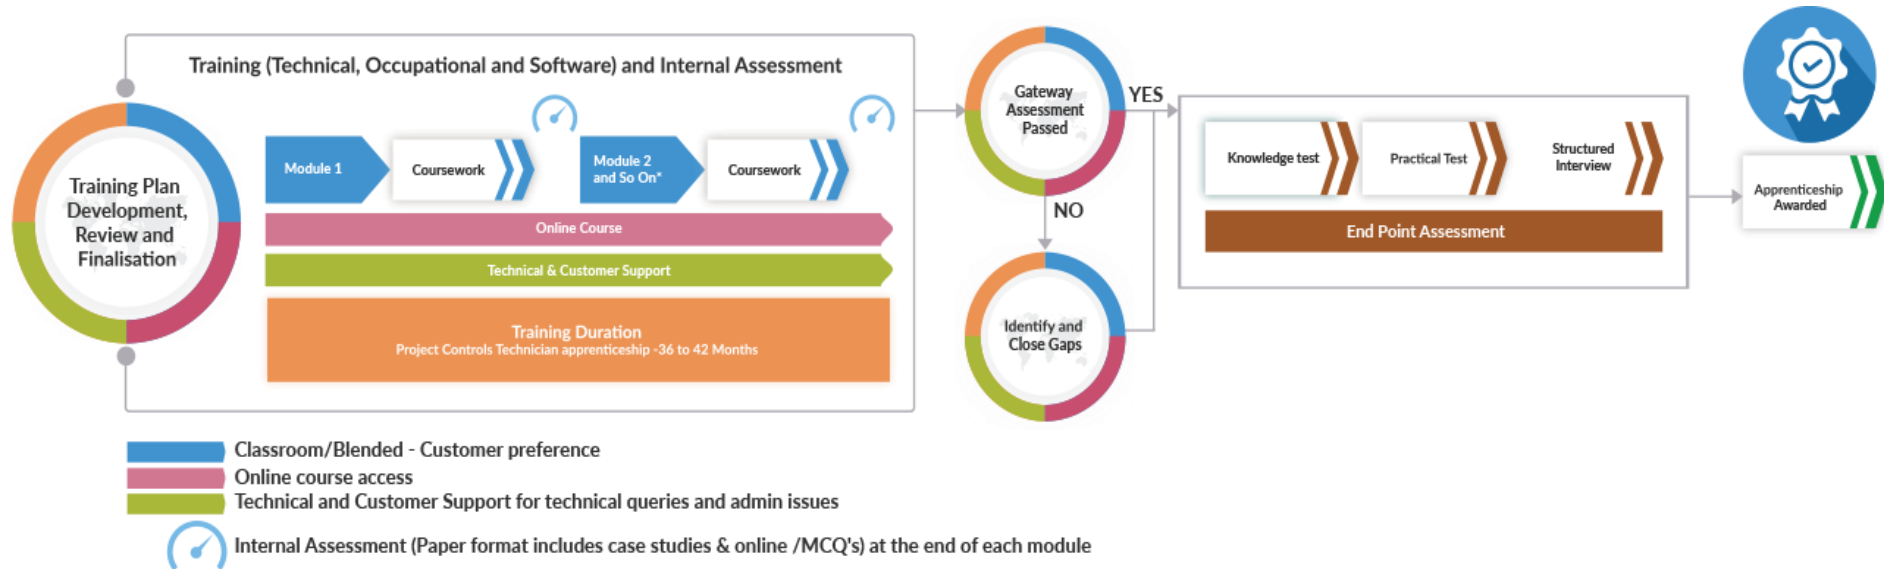 Training (Technical, Occupational and Software) and Internal Assessment
Training Plan
Development,
Review and
Finalisation
Module 1
Coursework
Module 2
and So On*
Coursework
Online Course
Technical & Customer Support
Training Duration
Project Controls Technician apprenticeship -36 to 42 Months
Gateway
Assessment
Passed
YES
NO
Identify and
Close Gaps
Knowledge test
Practical Test
Structured
Interview
End Point Assessment
Apprenticeship
Awarded
Classroom/Blended - Customer preference
Online course access
Technical and Customer Support for technical queries and admin issues
Internal Assessment (Paper format includes case studies & online /MCQ's) at the end of each module